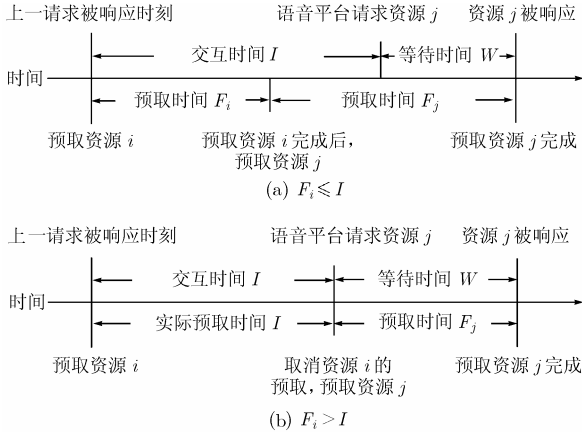 上一请求被响应时刻 语音平台请求资源 j 资源 j 被响应
交互时间 I 等待时间 W
时间
预取时间 Fi 预取时间 Fj
预取资源 i 预取资源 i 完成后, 预取资源 j 完成
预取资源 j
(a) Fi ≤ I
上一请求被响应时刻 语音平台请求资源 j 资源 j 被响应
交互时间 I 等待时间 W
时间
实际预取时间 I 预取时间 Fj
预取资源 i 取消资源 i 的 预取资源 j 完成
预取, 预取资源 j
(b) Fi > I